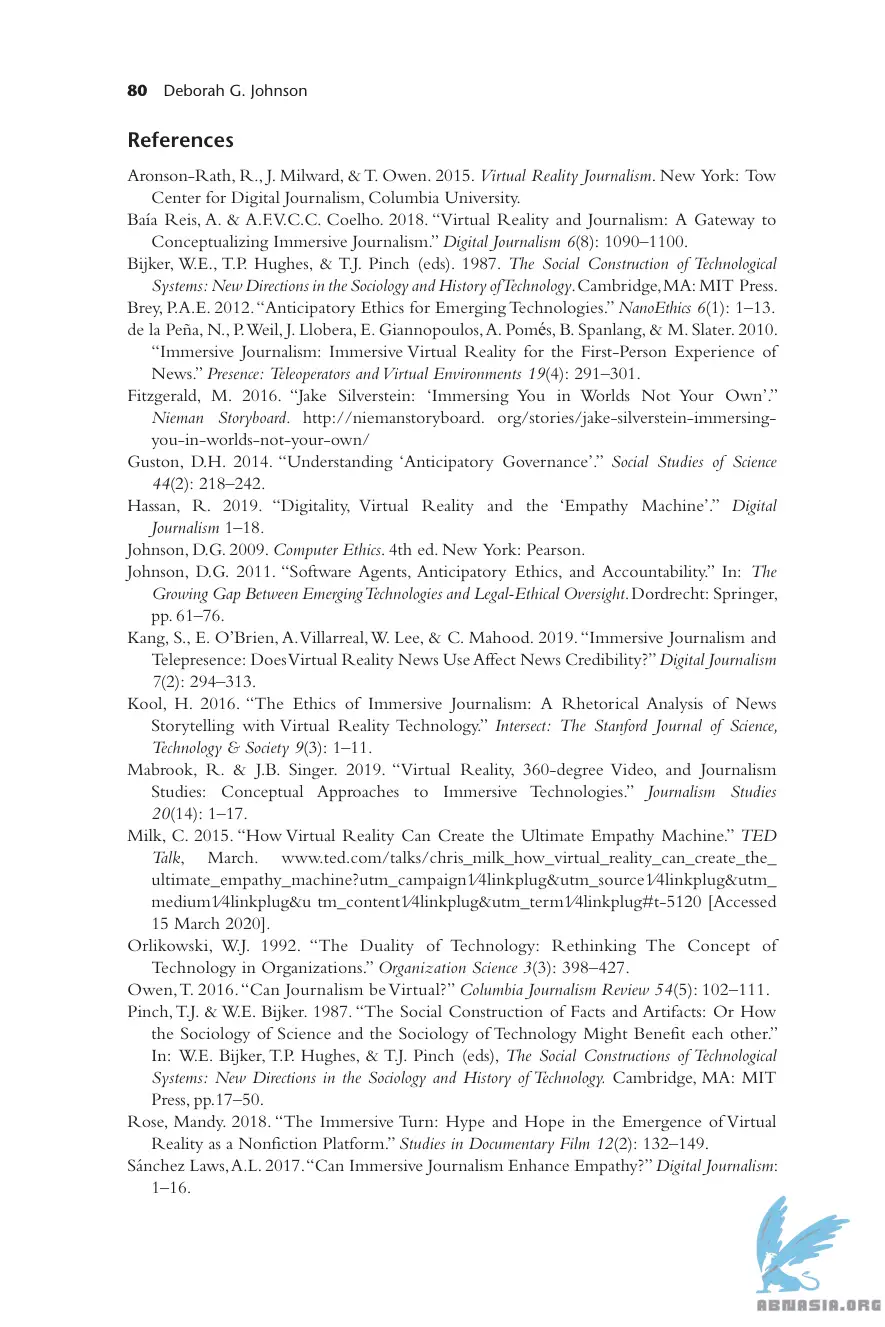 80 Deborah G. Johnson
References
Aronson-Rath, R., J. Milward, & T. Owen. 2015. Virtual Reality Journalism. New York: Tow
Center for Digital Journalism, Columbia University.
Baía Reis, A. & A.F.V.C.C. Coelho. 2018. “Virtual Reality and Journalism: A Gateway to
Conceptualizing Immersive Journalism.” Digital Journalism 6(8): 1090–1100.
Bijker, W.E., T.P. Hughes, & T.J. Pinch (eds). 1987. The Social Construction of Technological
Systems: New Directions in the Sociology and History of Technology. Cambridge, MA: MIT Press.
Brey, P.A.E. 2012. “Anticipatory Ethics for Emerging Technologies.” NanoEthics 6(1): 1–13.
de la Peña, N., P. Weil, J. Llobera, E. Giannopoulos, A. Pomés, B. Spanlang, & M. Slater. 2010.
“Immersive Journalism: Immersive Virtual Reality for the First-Person Experience of
News.” Presence: Teleoperators and Virtual Environments 19(4): 291–301.
Fitzgerald, M. 2016. “Jake Silverstein: ‘Immersing You in Worlds Not Your Own’.”
Nieman Storyboard. http://niemanstoryboard. org/stories/jake-silverstein-immersing-
you-in-worlds-not-your-own/
Guston, D.H. 2014. “Understanding ‘Anticipatory Governance’.” Social Studies of Science
44(2): 218–242.
Hassan, R. 2019. “Digitality, Virtual Reality and the ‘Empathy Machine’.” Digital
Journalism 1–18.
Johnson, D.G. 2009. Computer Ethics. 4th ed. New York: Pearson.
Johnson, D.G. 2011. “Software Agents, Anticipatory Ethics, and Accountability.” In: The
Growing Gap Between Emerging Technologies and Legal-Ethical Oversight. Dordrecht: Springer,
pp. 61–76.
Kang, S., E. O’Brien, A. Villarreal, W. Lee, & C. Mahood. 2019. “Immersive Journalism and
Telepresence: Does Virtual Reality News Use Affect News Credibility?” Digital Journalism
7(2): 294–313.
Kool, H. 2016. “The Ethics of Immersive Journalism: A Rhetorical Analysis of News
Storytelling with Virtual Reality Technology.” Intersect: The Stanford Journal of Science,
Technology & Society 9(3): 1–11.
Mabrook, R. & J.B. Singer. 2019. “Virtual Reality, 360-degree Video, and Journalism
Studies: Conceptual Approaches to Immersive Technologies.” Journalism Studies
20(14): 1–17.
Milk, C. 2015. “How Virtual Reality Can Create the Ultimate Empathy Machine.” TED
Talk, March. www.ted.com/talks/chris_milk_how_virtual_reality_can_create_the_
ultimate_empathy_machine?utm_campaign1⁄4linkplug&utm_source1⁄4linkplug&utm_
medium1⁄4linkplug&u tm_content1⁄4linkplug&utm_term1⁄4linkplug#t-5120 [Accessed
15 March 2020].
Orlikowski, W.J. 1992. “The Duality of Technology: Rethinking The Concept of
Technology in Organizations.” Organization Science 3(3): 398–427.
Owen, T. 2016. “Can Journalism be Virtual?” Columbia Journalism Review 54(5): 102–111.
Pinch, T.J. & W.E. Bijker. 1987. “The Social Construction of Facts and Artifacts: Or How
the Sociology of Science and the Sociology of Technology Might Benefit each other.”
In: W.E. Bijker, T.P. Hughes, & T.J. Pinch (eds), The Social Constructions of Technological
Systems: New Directions in the Sociology and History of Technology. Cambridge, MA: MIT
Press, pp.17–50.
Rose, Mandy. 2018. “The Immersive Turn: Hype and Hope in the Emergence of Virtual
Reality as a Nonfiction Platform.” Studies in Documentary Film 12(2): 132–149.
Sánchez Laws, A.L. 2017. “Can Immersive Journalism Enhance Empathy?” Digital Journalism:
1–16.
ABNASIA.ORG